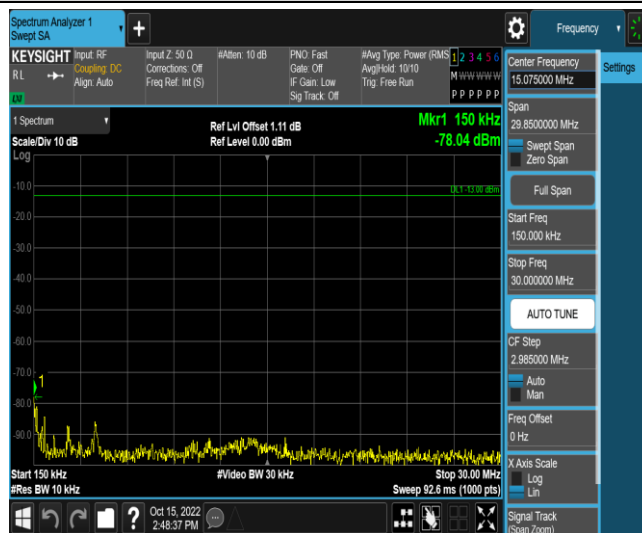 Spectrum Analyzer 1
Swept SA
+
Frequency
KEYSIGHT
RL
Input: RF
Coupling: DC
Align: Auto
Input Z: 50 Ω
Corrections: Off
Freq Ref: Int (S)
#Atten: 10 dB
PNO: Fast
Gate: Off
IF Gain: Low
Sig Track: Off
#Avg Type: Power (RMS
Avg|Hold: 10/10
Trig: Free Run
1 2 3 4 5 6
M W W W W W
P P P P P P
1 Spectrum
Scale/Div 10 dB
Log
Ref Lvl Offset 1.11 dB
Ref Level 0.00 dBm
Mkr1 150 kHz
-78.04 dBm
DL1 -13.00 dBm
-10.0
-20.0
-30.0
-40.0
-50.0
-60.0
-70.0
-80.0
-90.0
1
Start 150 kHz
#Res BW 10 kHz
#Video BW 30 kHz
Stop 30.00 MHz
Sweep 92.6 ms (1000 pts)
?
Oct 15, 2022
2:48:37 PM
Center Frequency
15.075000 MHz
Settings
Span
29.8500000 MHz
Swept Span
Zero Span
Full Span
Start Freq
150.000 kHz
Stop Freq
30.000000 MHz
AUTO TUNE
CF Step
2.985000 MHz
Auto
Man
Freq Offset
0 Hz
X Axis Scale
Log
Lin
Signal Track
(Span Zoom)